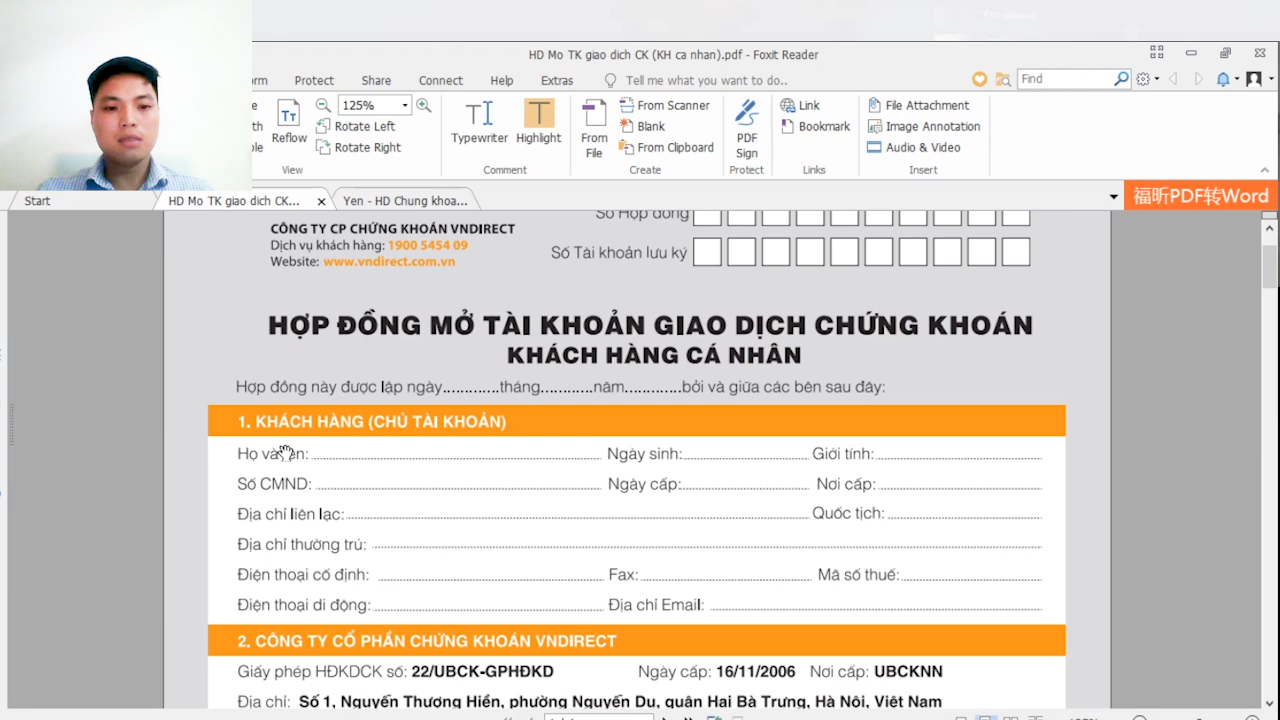 HD Mo TK giao dich CK (KH ca nhan).pdf - Foxit Reader
orm Protect Share Connect Help Extras Tell me what you want to do.. Find
Reflow 125% Typewriter Highlight From File From Scanner PDF Sign Link File Attachment
Rotate Left Blank Bookmark Image Annotation
Rotate Right From Clipboard Audio & Video
View Comment Create Protect Links Insert
Start HD Mo TK giao dich CK... x Yen - HD Chung khoa... 福昕PDF转Word
Số Hợp đồng
CÔNG TY CP CHỨNG KHOÁN VNDIRECT
Dịch vụ khách hàng: 1900 5454 09
Website: www.vndirect.com.vn
Số Tài khoản lưu ký
HỢP ĐỒNG MỞ TÀI KHOẢN GIAO DỊCH CHỨNG KHOÁN
KHÁCH HÀNG CÁ NHÂN
Hợp đồng này được lập ngày.............tháng............năm.............bởi và giữa các bên sau đây:
1. KHÁCH HÀNG (CHỦ TÀI KHOẢN)
Họ và tên: Ngày sinh: Giới tính:
Số CMND: Ngày cấp: Nơi cấp:
Địa chỉ liên lạc: Quốc tịch:
Địa chỉ thường trú:
Điện thoại cố định: Fax: Mã số thuế:
Điện thoại di động: Địa chỉ Email:
2. CÔNG TY CỔ PHẦN CHỨNG KHOÁN VNDIRECT
Giấy phép HĐKDCK số: 22/UBCK-GPHĐKD Ngày cấp: 16/11/2006 Nơi cấp: UBCKNN
Địa chỉ: Số 1, Nguyễn Thượng Hiền, phường Nguyễn Du, quận Hai Bà Trưng, Hà Nội, Việt Nam